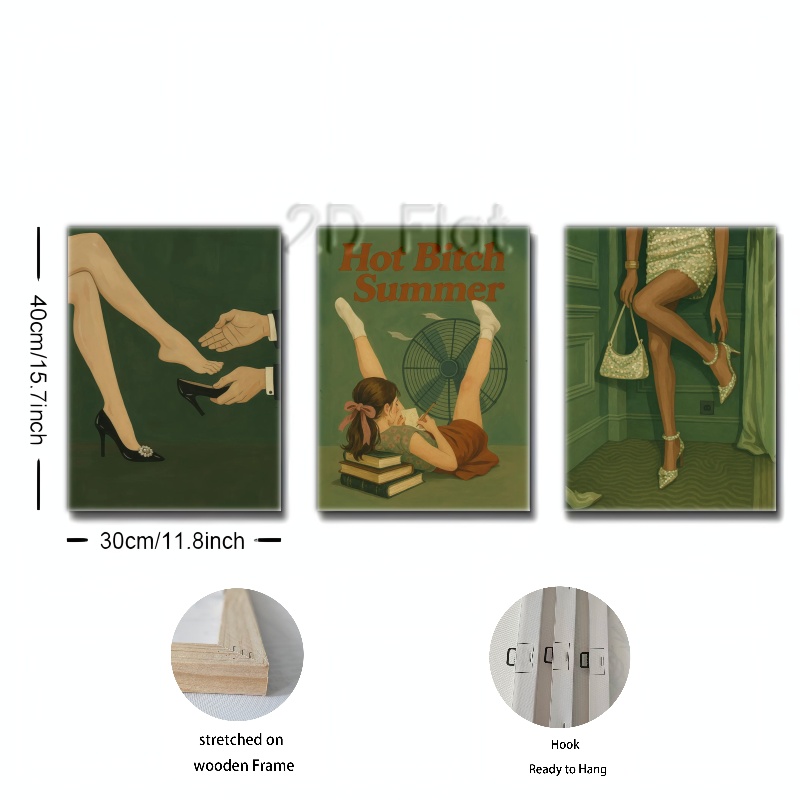 2D Flat
Hot Bitch
Summer
40cm/15.7inch
30cm/11.8inch
stretched on
wooden Frame
Hook
Ready to Hang